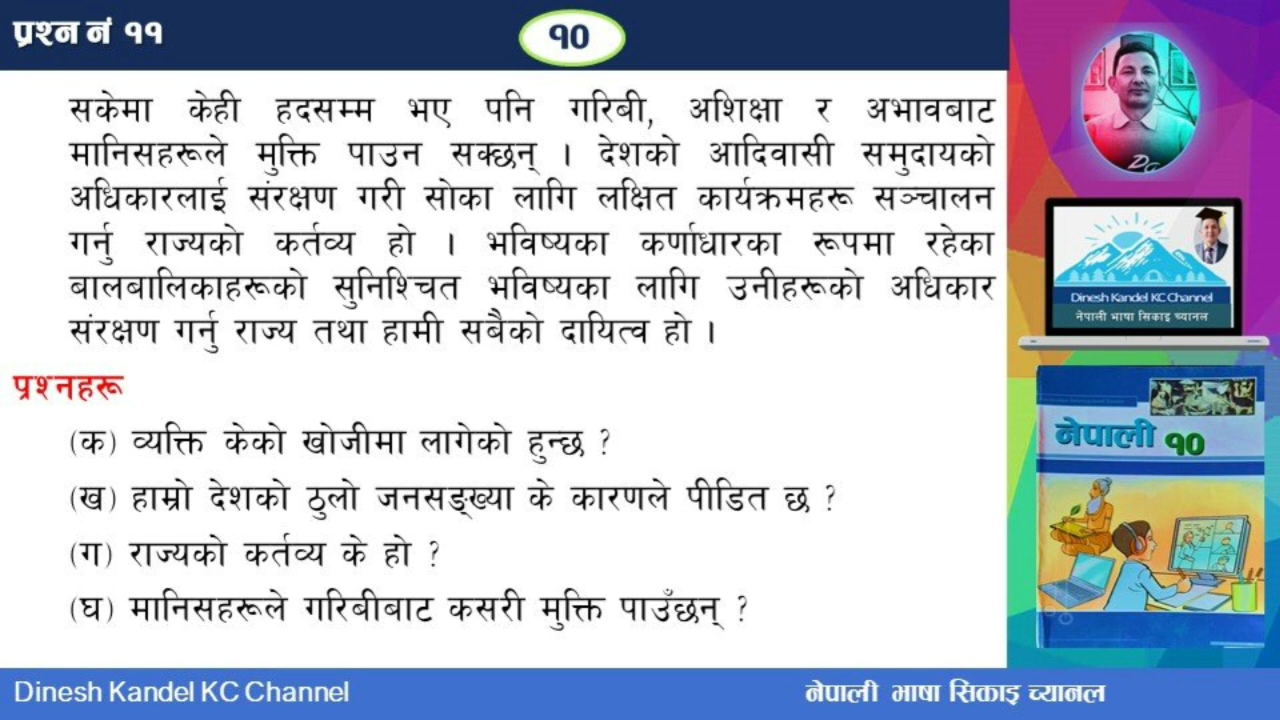 प्रश्न नं ११
१०
सकेमा केही हदसम्म भए पनि गरिबी, अशिक्षा र अभावबाट
मानिसहरूले मुक्ति पाउन सक्छन् ।  देशको आदिवासी समुदायको
अधिकारलाई संरक्षण गरी सोका लागि लक्षित कार्यक्रमहरू सञ्चालन
गर्नु राज्यको कर्तव्य हो । भविष्यका कर्णाधारका रूपमा रहेका
बालबालिकाहरूको सुनिश्चित भविष्यका लागि उनीहरूको अधिकार
संरक्षण गर्नु राज्य तथा हामी सबैको दायित्व हो ।
प्रश्नहरू
(क) व्यक्ति केको खोजीमा लागेको हुन्छ ?
(ख) हाम्रो देशको ठुलो जनसङ्ख्या के कारणले पीडित छ ?
(ग) राज्यको कर्तव्य के हो ?
(घ) मानिसहरूले गरिबीबाट कसरी मुक्ति पाउँछन् ?
Dinesh Kandel KC Channel
नेपाली भाषा सिकाइ च्यानल
नेपाली १०
Dinesh Kandel KC Channel
नेपाली भाषा सिकाइ च्यानल